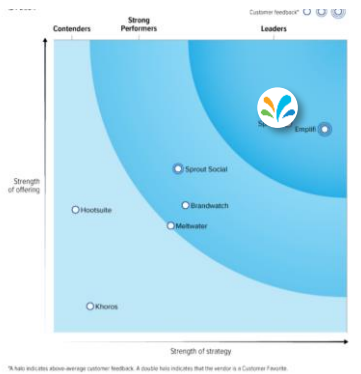 Customer feedback*
Contenders
Strong
Performers
Leaders
Emplifi
Sprout Social
Brandwatch
Meltwater
Hootsuite
Khoros
Strength
of offering
Strength of strategy
*A halo indicates above-average customer feedback. A double halo indicates that the vendor is a Customer Favorite.